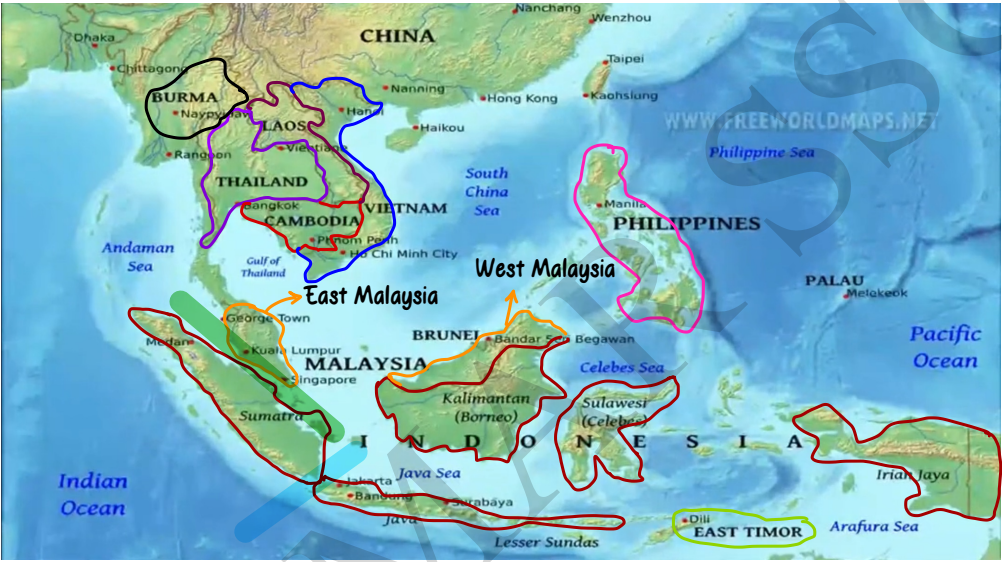 Nanchang
Wenzhou
CHINA
Dhaka
Taipei
Chittagong
Nanning
Hong Kong
Kaohsiung
BURMA
Hanoi
Naypyidaw
LAOS
Haikou
WWW.FREEWORLDMAPS.NET
Rangoon
Vientiane
Philippine Sea
South
China
Sea
THAILAND
Bangkok
VIETNAM
Manila
CAMBODIA
PHILIPPINES
Phnom Penh
Ho Chi Minh City
Andaman
Sea
Gulf of
Thailand
West Malaysia
East Malaysia
PALAU
Melekeok
George Town
BRUNEI
Bandar Seri Begawan
Pacific
Ocean
Medan
Kuala Lumpur
MALAYSIA
Celebes Sea
Singapore
Kalimantan
(Borneo)
Sulawesi
(Celebes)
Sumatra
INDONESIA
Java Sea
Irian Jaya
Indian
Ocean
Jakarta
Bandung
Surabaya
Java
Dili
EAST TIMOR
Arafura Sea
Lesser Sundas